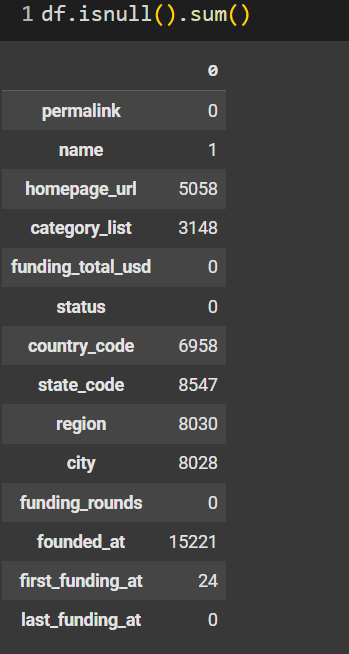 1 df.isnull().sum()
0
permalink 0
name 1
homepage_url 5058
category_list 3148
funding_total_usd 0
status 0
country_code 6958
state_code 8547
region 8030
city 8028
funding_rounds 0
founded_at 15221
first_funding_at 24
last_funding_at 0